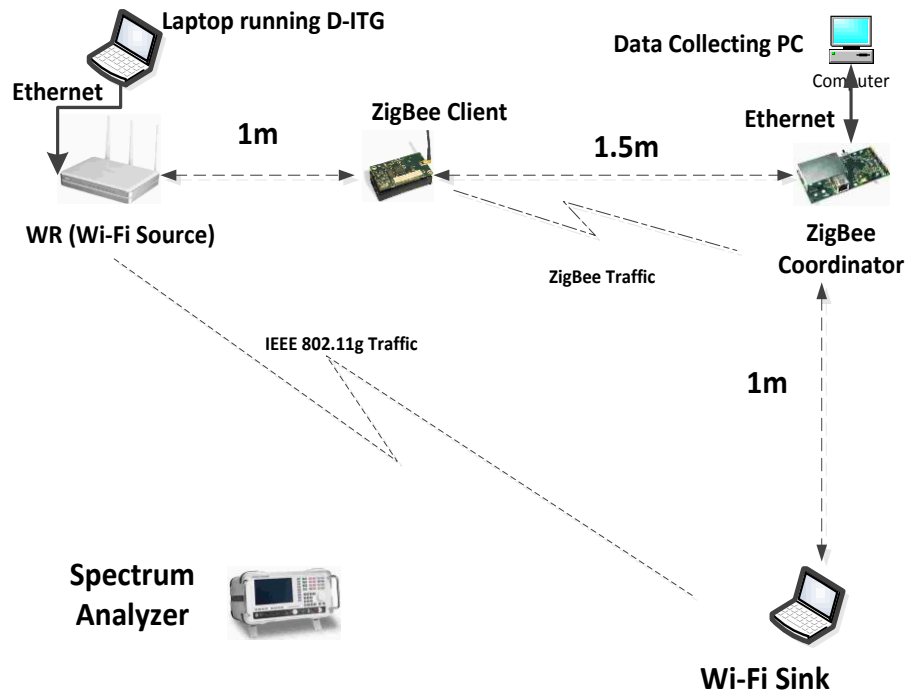 Laptop running D-ITG
Data Collecting PC
Computer
Ethernet
ZigBee Client
Ethernet
1m
1.5m
WR (Wi-Fi Source)
ZigBee
Coordinator
ZigBee Traffic
IEEE 802.11g Traffic
1m
Spectrum
Analyzer
Wi-Fi Sink